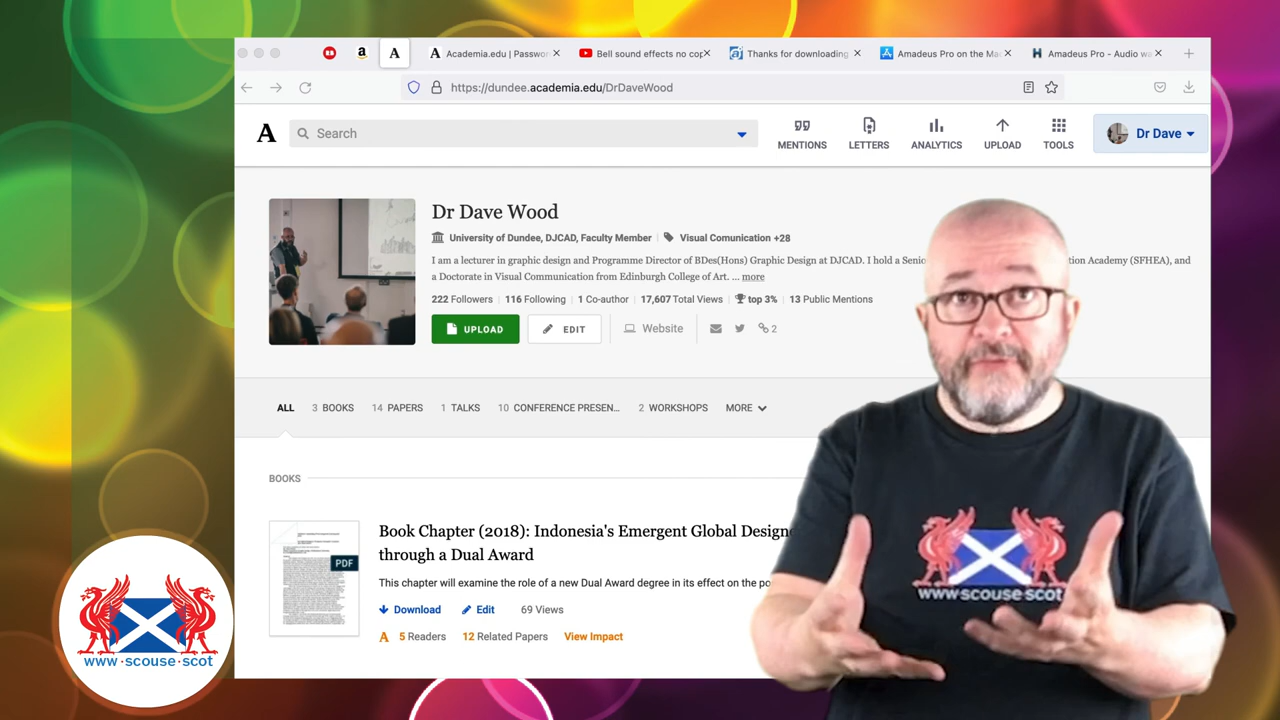 Academia.edu | Passwor
Bell sound effects no cop
Thanks for downloading
Amadeus Pro on the Ma
Amadeus Pro - Audio wa
https://dundee.academia.edu/DrDaveWood
A
Search
MENTIONS
LETTERS
ANALYTICS
UPLOAD
TOOLS
Dr Dave
Dr Dave Wood
University of Dundee, DJCAD, Faculty Member
Visual Comunication +28
I am a lecturer in graphic design and Programme Director of BDes(Hons) Graphic Design at DJCAD. I hold a Senio tion Academy (SFHEA), and
a Doctorate in Visual Communication from Edinburgh College of Art. ... more
222 Followers 116 Following 1 Co-author 17,607 Total Views top 3% 13 Public Mentions
UPLOAD
EDIT
Website
2
ALL 3 BOOKS 14 PAPERS 1 TALKS 10 CONFERENCE PRESEN... 2 WORKSHOPS MORE
BOOKS
PDF
Book Chapter (2018): Indonesia's Emergent Global Designe
through a Dual Award
This chapter will examine the role of a new Dual Award degree in its effect on the po
Download Edit 69 Views
A 5 Readers 12 Related Papers View Impact
www.scouse.scot
www·scouse·scot